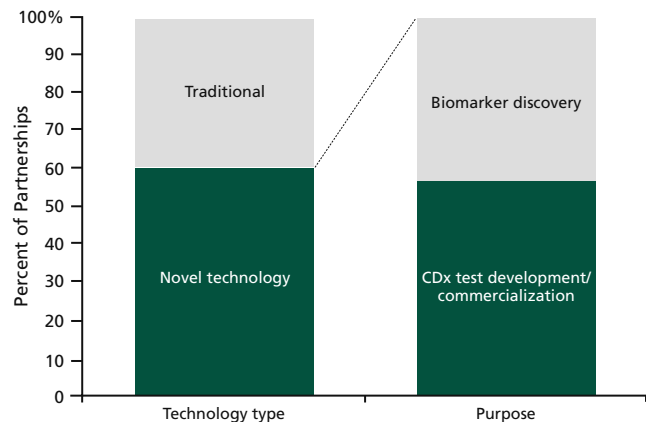 Percent of Partnerships
100%
90
80
70
60
50
40
30
20
10
0
Traditional
Novel technology
Biomarker discovery
CDx test development/
commercialization
Technology type
Purpose